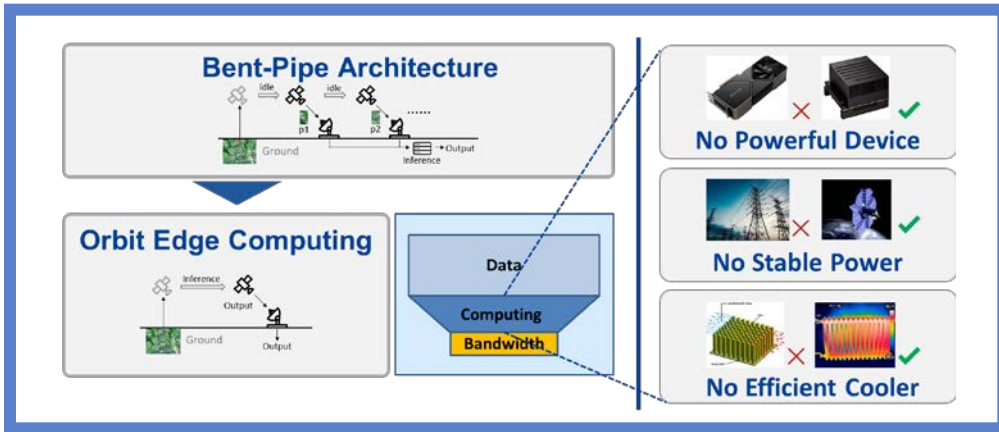 Bent-Pipe Architecture
idle
idle
p1
p2
......
Ground
Inference
Output
Orbit Edge Computing
Inference
Output
Ground
Output
Data
Computing
Bandwidth
No Powerful Device
No Stable Power
No Efficient Cooler